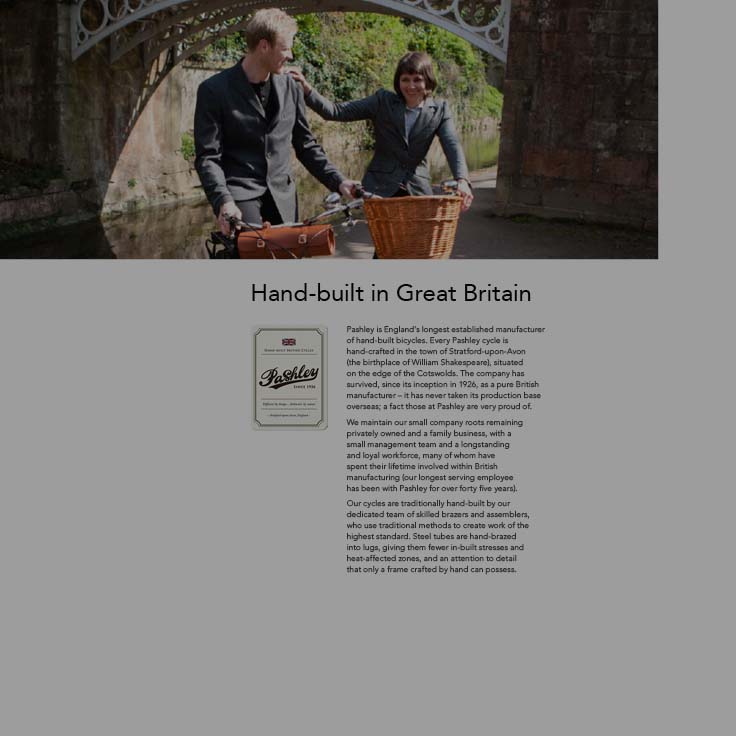 Hand-built in Great Britain
Pashley is England's longest established manufacturer
of hand-built bicycles. Every Pashley cycle is
hand-crafted in the town of Stratford-upon-Avon
(the birthplace of William Shakespeare), situated
on the edge of the Cotswolds. The company has
survived, since its inception in 1926, as a pure British
manufacturer – it has never taken its production base
overseas; a fact those at Pashley are very proud of.
We maintain our small company roots remaining
privately owned and a family business, with a
small management team and a longstanding
and loyal workforce, many of whom have
spent their lifetime involved within British
manufacturing (our longest serving employee
has been with Pashley for over forty five years).
Our cycles are traditionally hand-built by our
dedicated team of skilled brazers and assemblers,
who use traditional methods to create work of the
highest standard. Steel tubes are hand-brazed
into lugs, giving them fewer in-built stresses and
heat-affected zones, and an attention to detail
that only a frame crafted by hand can possess.
HAND-BUILT BRITISH CYCLES
Pashley
SINCE 1926